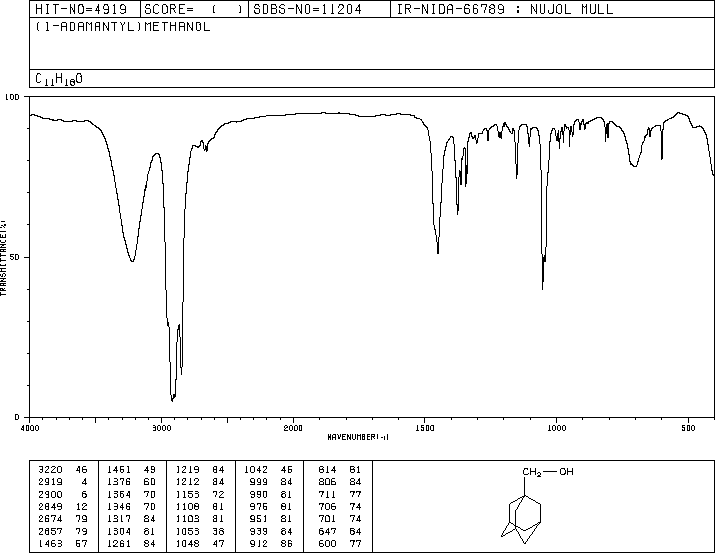 HIT-NO=4919 SCORE= ( ) SDBS-NO=11204 IR-NIDA-66789 : NUJOL MULL
(1-ADAMANTYL)METHANOL
C11H18O
100
50
0
TRANSMITTANCE(%)
4000 3000 2000 1500 1000 500
WAVENUMBER(-1)
3220 46 1451 49 1219 84 1042 46 814 81
2919 4 1376 60 1212 84 999 84 806 84
2900 6 1364 70 1153 72 990 81 711 77
2849 12 1346 70 1108 81 976 81 706 74
2674 79 1317 84 1103 81 951 81 701 74
2657 79 1304 81 1053 38 939 84 647 84
1463 67 1261 84 1048 47 912 86 600 77
CH2 OH